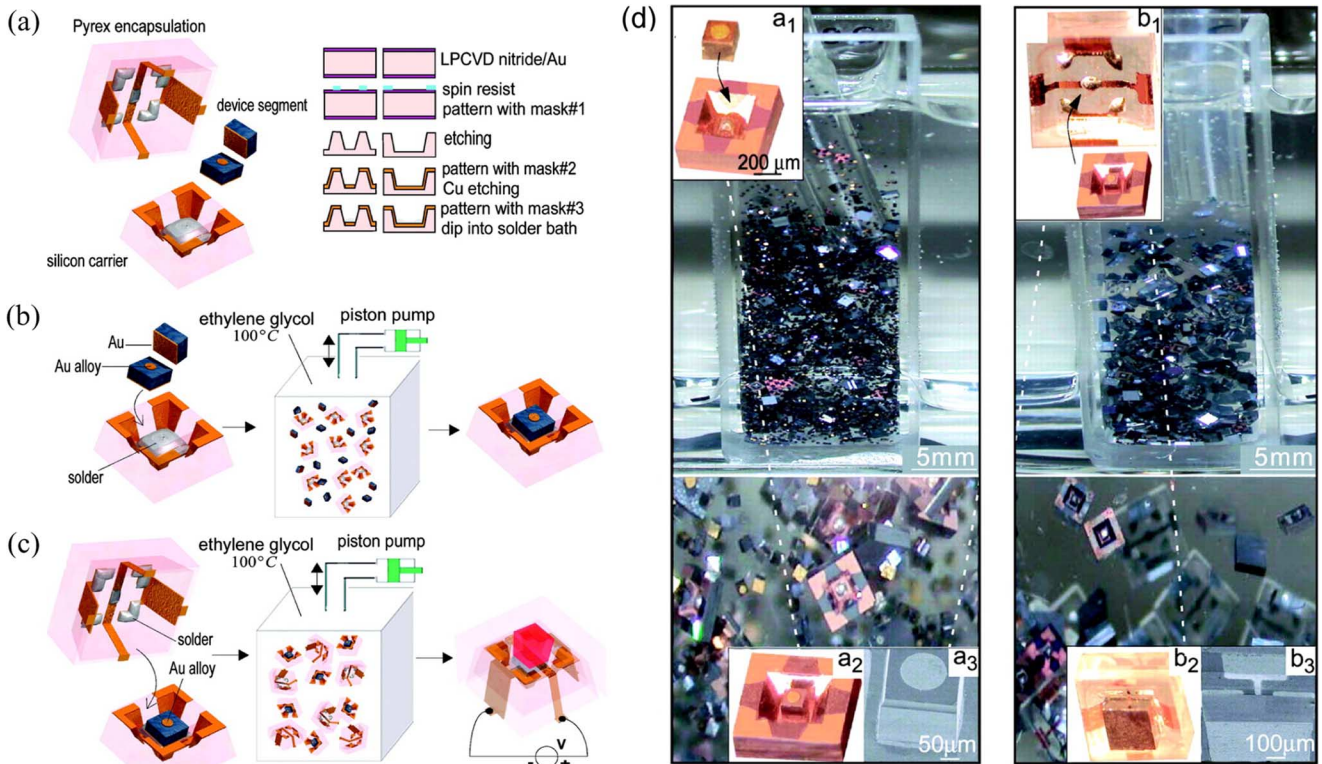 (a)
Pyrex encapsulation
device segment
silicon carrier
LPCVD nitride/Au
spin resist
pattern with mask#1
etching
pattern with mask#2
Cu etching
pattern with mask#3
dip into solder bath
(b)
Au
Au alloy
solder
ethylene glycol
100°C
piston pump
(c)
solder
Au alloy
ethylene glycol
100°C
piston pump
V
- +
(d)
a1
200 μm
5mm
a2
a3
50μm
b1
5mm
b2
b3
100μm